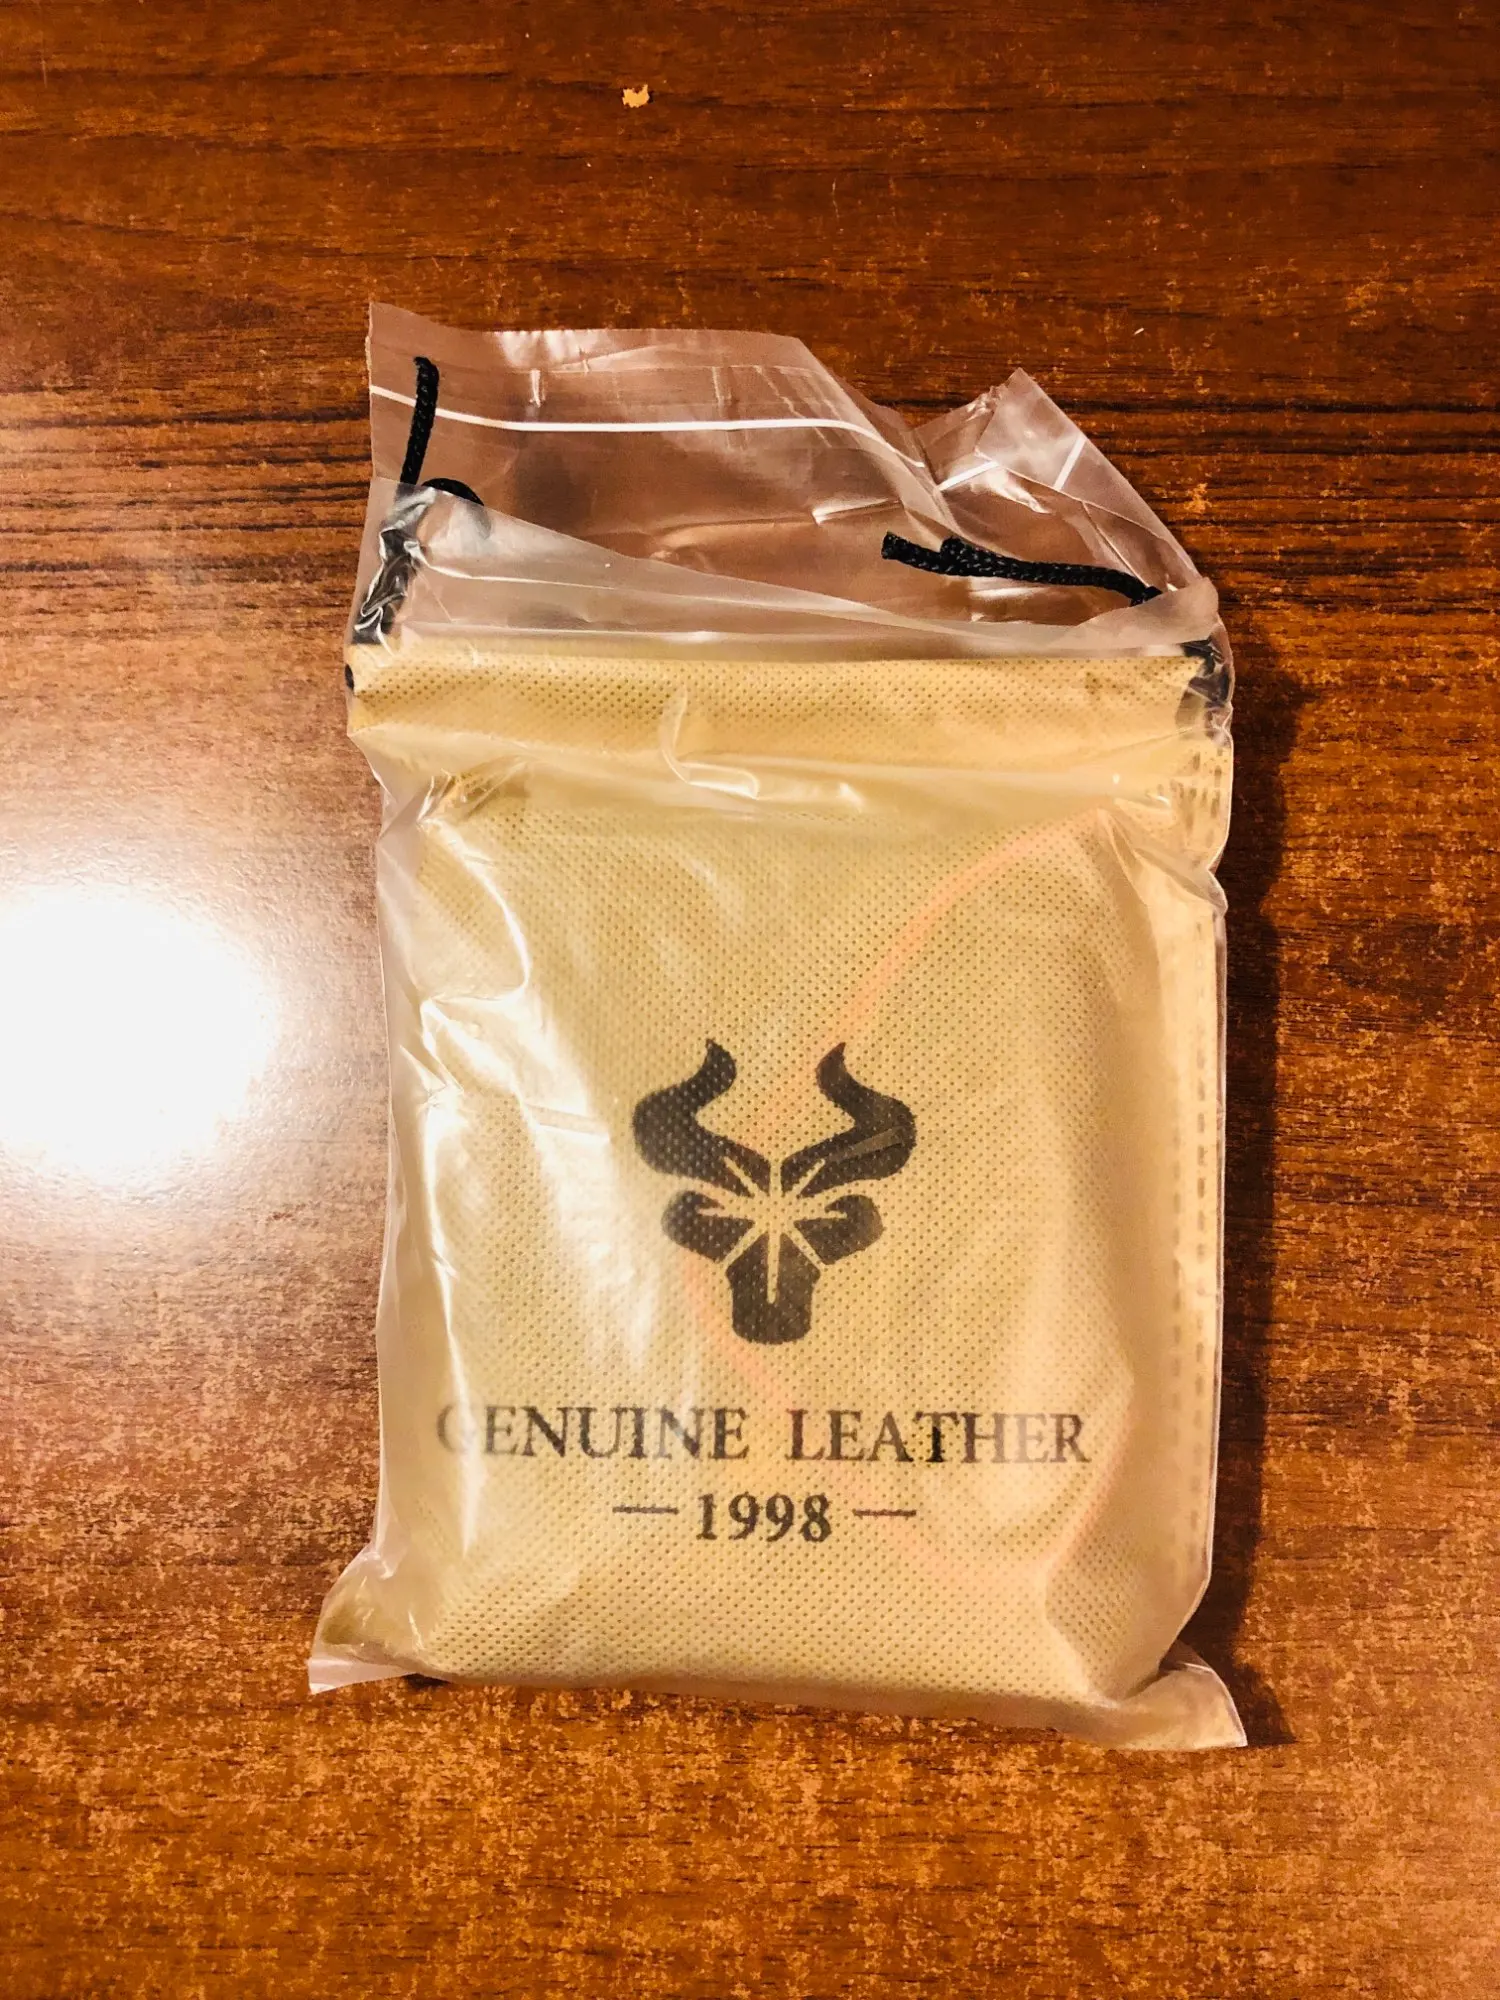 GENUINE LEATHER
— 1998 —